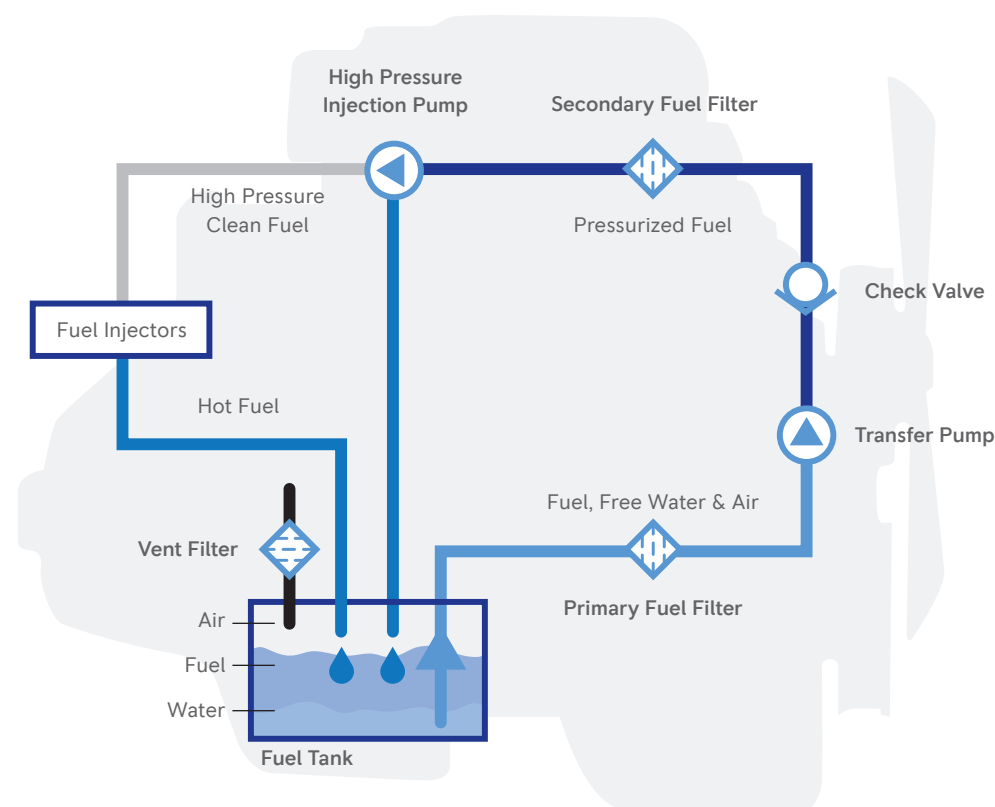 High Pressure
Injection Pump
Secondary Fuel Filter
High Pressure
Clean Fuel
Pressurized Fuel
Check Valve
Fuel Injectors
Hot Fuel
Transfer Pump
Fuel, Free Water & Air
Vent Filter
Primary Fuel Filter
Air
Fuel
Water
Fuel Tank